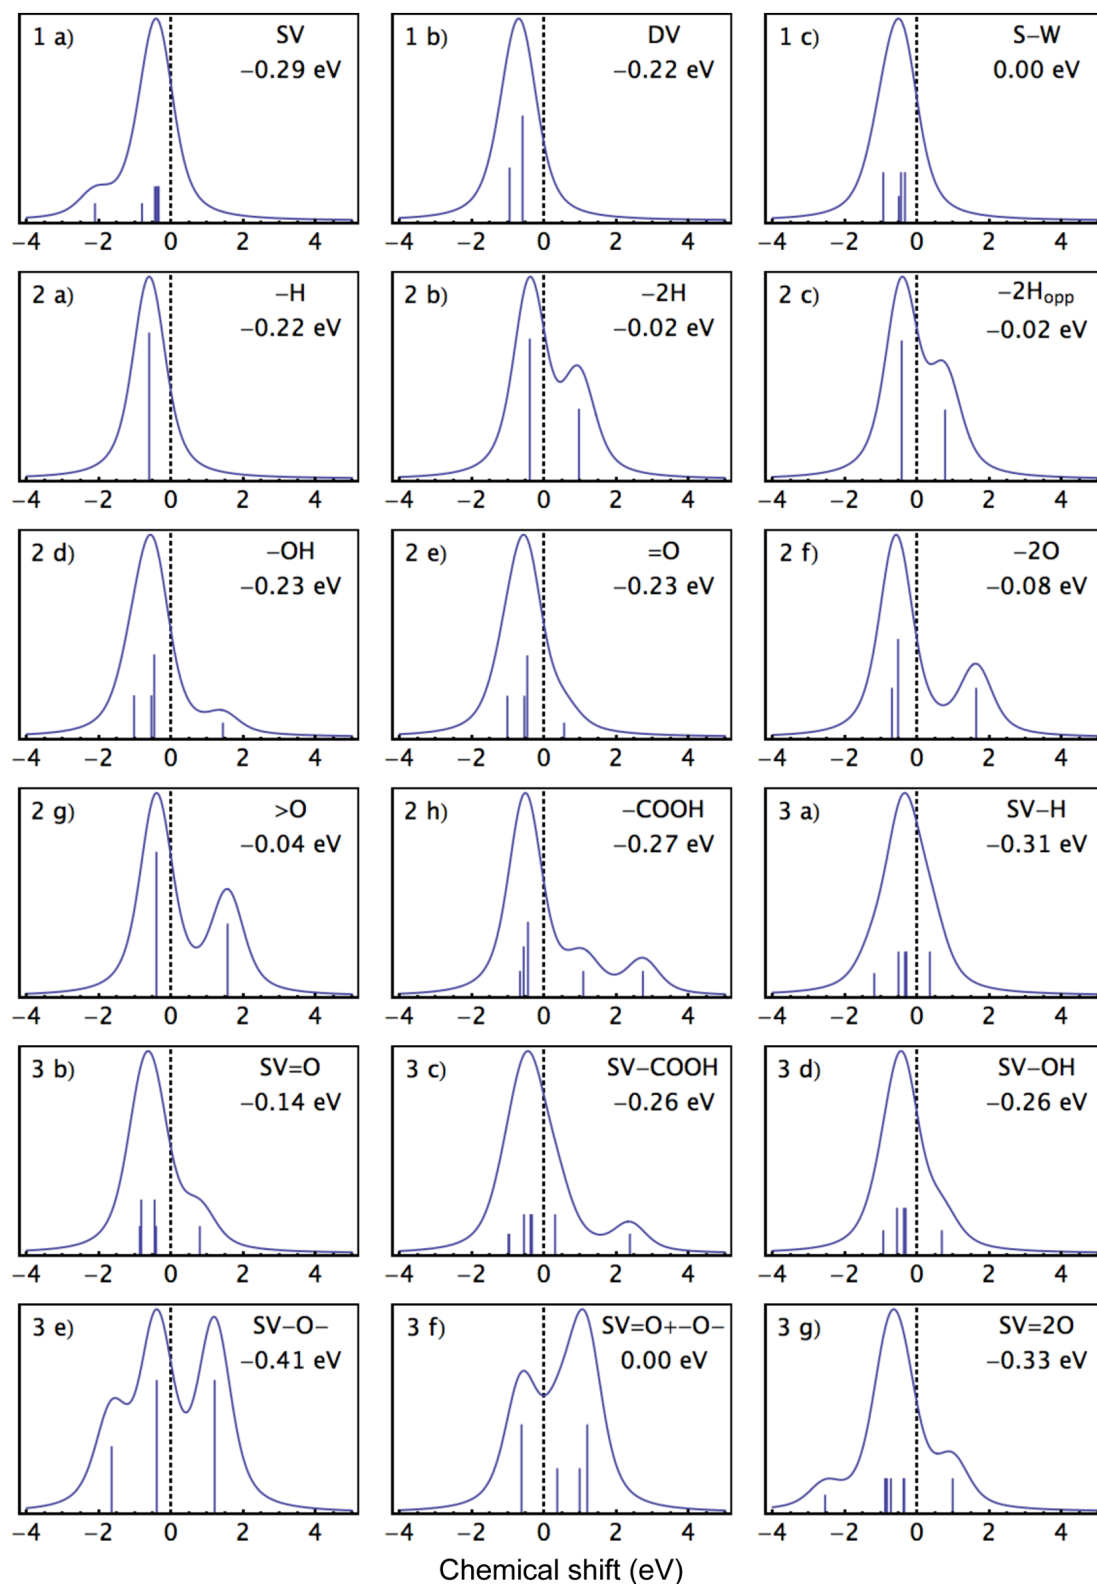 1 a) SV 1 b) DV 1 c) S−W
−0.29 eV −0.22 eV 0.00 eV
−4 −2 0 2 4 −4 −2 0 2 4 −4 −2 0 2 4
2 a) −H 2 b) −2H 2 c) −2Hopp
−0.22 eV −0.02 eV −0.02 eV
−4 −2 0 2 4 −4 −2 0 2 4 −4 −2 0 2 4
2 d) −OH 2 e) =O 2 f) −2O
−0.23 eV −0.23 eV −0.08 eV
−4 −2 0 2 4 −4 −2 0 2 4 −4 −2 0 2 4
2 g) >O 2 h) −COOH 3 a) SV−H
−0.04 eV −0.27 eV −0.31 eV
−4 −2 0 2 4 −4 −2 0 2 4 −4 −2 0 2 4
3 b) SV=O 3 c) SV−COOH 3 d) SV−OH
−0.14 eV −0.26 eV −0.26 eV
−4 −2 0 2 4 −4 −2 0 2 4 −4 −2 0 2 4
3 e) SV−O− 3 f) SV=O+−O− 3 g) SV=2O
−0.41 eV 0.00 eV −0.33 eV
−4 −2 0 2 4 −4 −2 0 2 4 −4 −2 0 2 4
Chemical shift (eV)